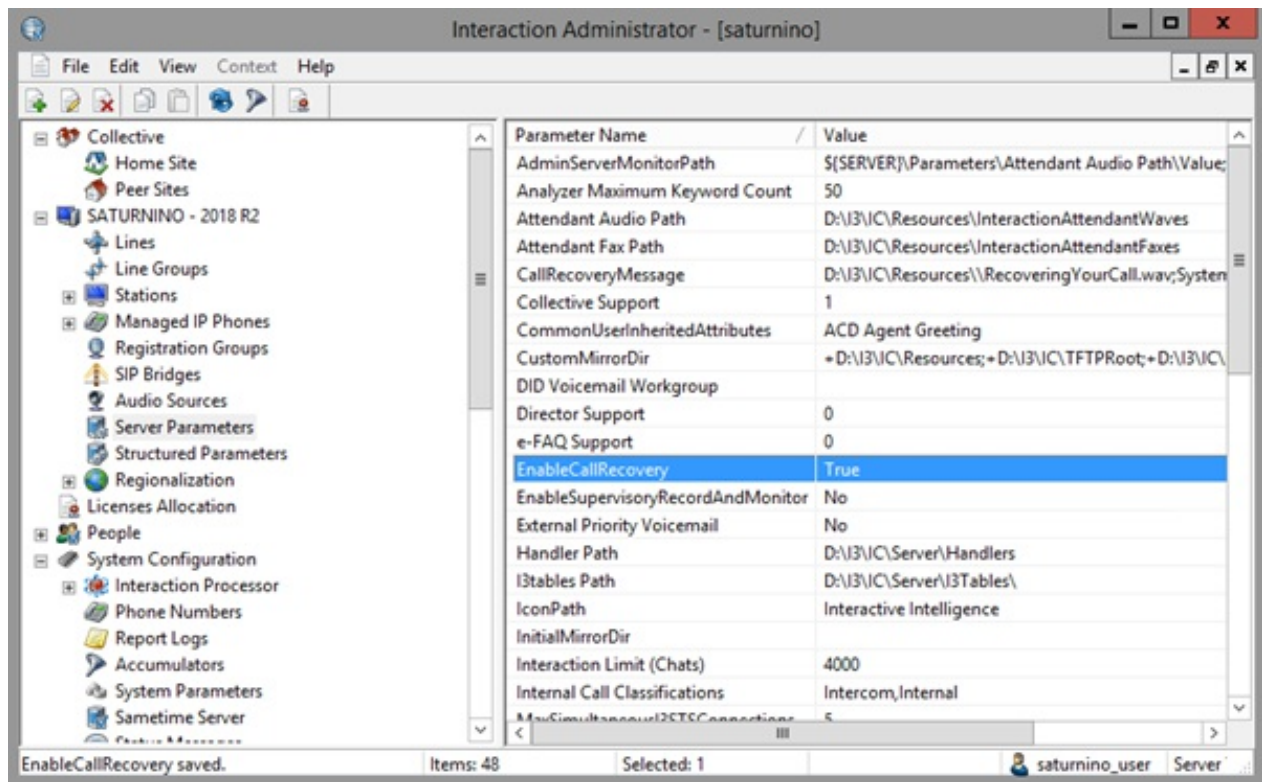 Interaction Administrator - [saturnino]
File Edit View Context Help
Collective
Home Site
Peer Sites
SATURNINO - 2018 R2
Lines
Line Groups
Stations
Managed IP Phones
Registration Groups
SIP Bridges
Audio Sources
Server Parameters
Structured Parameters
Regionalization
Licenses Allocation
People
System Configuration
Interaction Processor
Phone Numbers
Report Logs
Accumulators
System Parameters
Sametime Server
Parameter Name / Value
AdminServerMonitorPath ${SERVER}\Parameters\Attendant Audio Path\Value;
Analyzer Maximum Keyword Count 50
Attendant Audio Path D:\I3\IC\Resources\InteractionAttendantWaves
Attendant Fax Path D:\I3\IC\Resources\InteractionAttendantFaxes
CallRecoveryMessage D:\I3\IC\Resources\\RecoveringYourCall.wav;System
Collective Support 1
CommonUserInheritedAttributes ACD Agent Greeting
CustomMirrorDir +D:\I3\IC\Resources;+D:\I3\IC\TFTPRoot;+D:\I3\IC\
DID Voicemail Workgroup
Director Support 0
e-FAQ Support 0
EnableCallRecovery True
EnableSupervisoryRecordAndMonitor No
External Priority Voicemail No
Handler Path D:\I3\IC\Server\Handlers
I3tables Path D:\I3\IC\Server\I3Tables\
IconPath Interactive Intelligence
InitialMirrorDir
Interaction Limit (Chats) 4000
Internal Call Classifications Intercom,Internal
MaxSimultaneousI3STSConnections 5
EnableCallRecovery saved. Items: 48 Selected: 1 saturnino_user Server